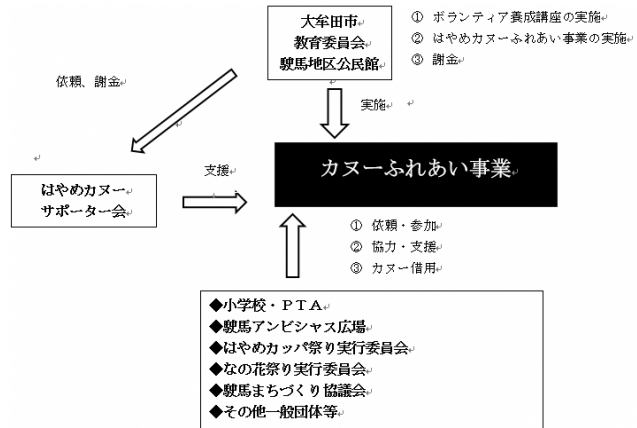 大牟田市
教育委員会
駛馬地区公民館
① ボランティア養成講座の実施
② はやめカヌーふれあい事業の実施
③ 謝金
依頼、謝金
実施
カヌーふれあい事業
支援
はやめカヌー
サポーター会
① 依頼・参加
② 協力・支援
③ カヌー借用
◆小学校・ＰＴＡ
◆駛馬アンビシャス広場
◆はやめカッパ祭り実行委員会
◆なの花祭り実行委員会
◆駛馬まちづくり協議会
◆その他一般団体等